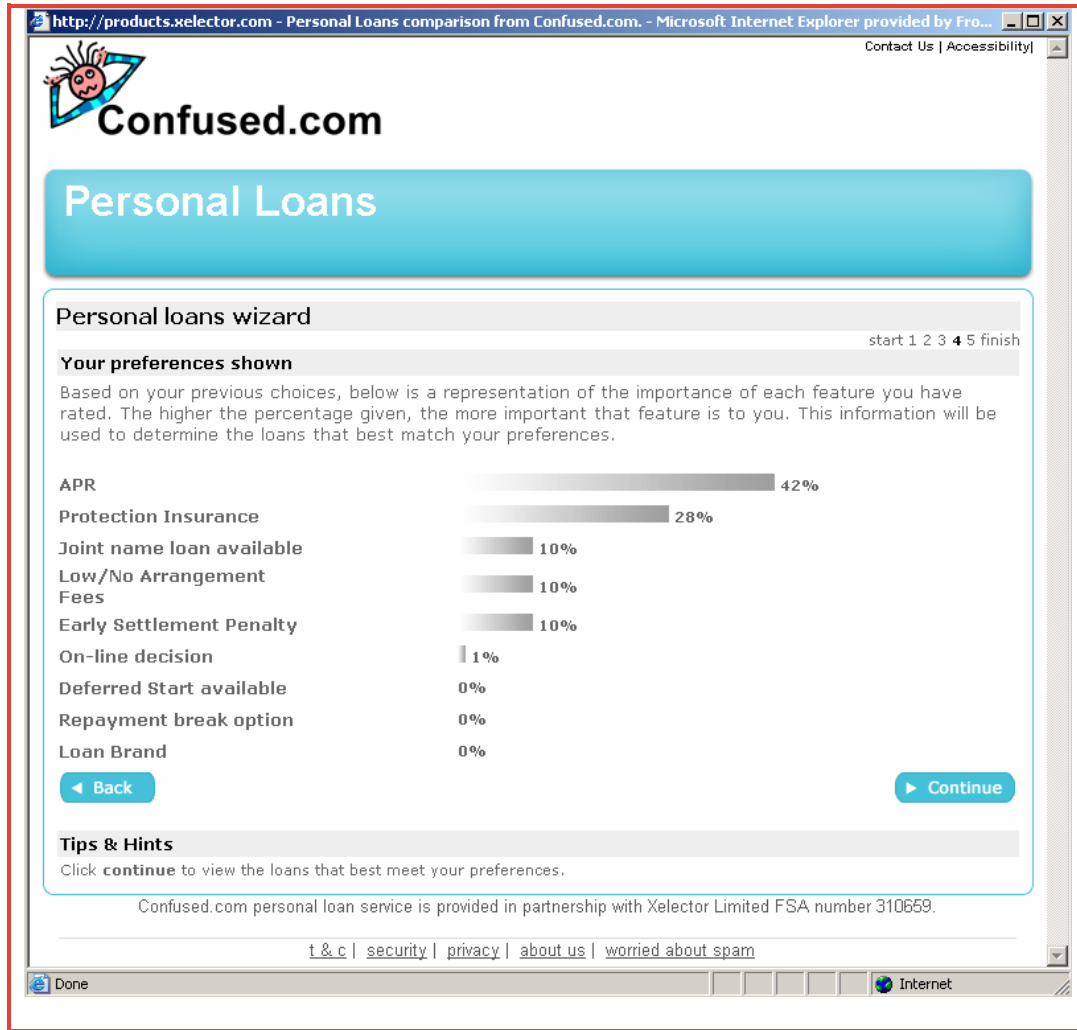 http://products.xelector.com - Personal Loans comparison from Confused.com. - Microsoft Internet Explorer provided by Fro...
Contact Us | Accessibility|
Confused.com
Personal Loans
Personal loans wizard
start 1 2 3 4 5 finish
Your preferences shown
Based on your previous choices, below is a representation of the importance of each feature you have
rated. The higher the percentage given, the more important that feature is to you. This information will be
used to determine the loans that best match your preferences.
APR 42%
Protection Insurance 28%
Joint name loan available 10%
Low/No Arrangement
Fees 10%
Early Settlement Penalty 10%
On-line decision 1%
Deferred Start available 0%
Repayment break option 0%
Loan Brand 0%
Back Continue
Tips & Hints
Click continue to view the loans that best meet your preferences.
Confused.com personal loan service is provided in partnership with Xelector Limited FSA number 310659.
t & c | security | privacy | about us | worried about spam
Done Internet